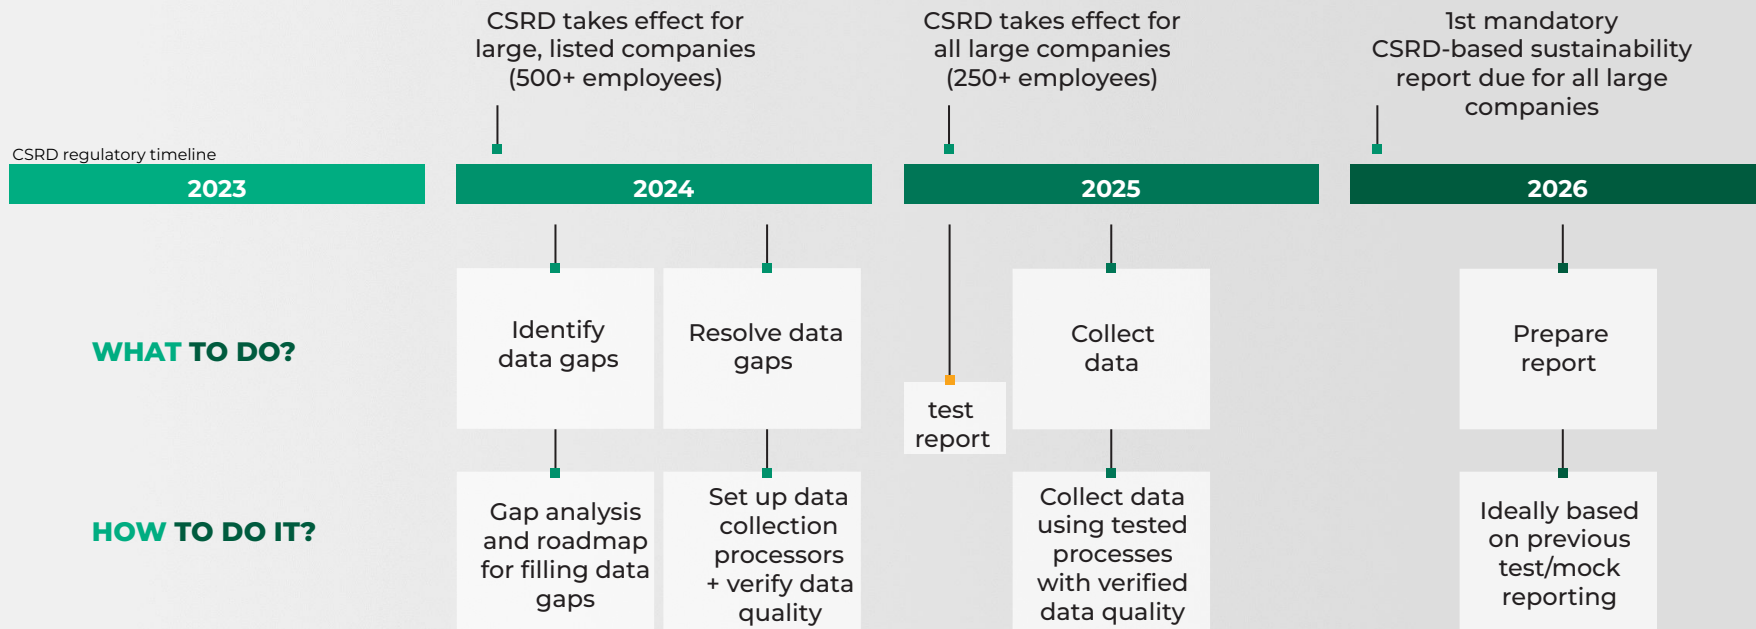 CSRD takes effect for
large, listed companies
(500+ employees)
CSRD takes effect for
all large companies
(250+ employees)
1st mandatory
CSRD-based sustainability
report due for all large
companies
CSRD regulatory timeline
2023
2024
2025
2026
WHAT TO DO?
Identify
data gaps
Resolve data
gaps
test
report
Collect
data
Prepare
report
HOW TO DO IT?
Gap analysis
and roadmap
for filling data
gaps
Set up data
collection
processors
+ verify data
quality
Collect data
using tested
processes
with verified
data quality
Ideally based
on previous
test/mock
reporting